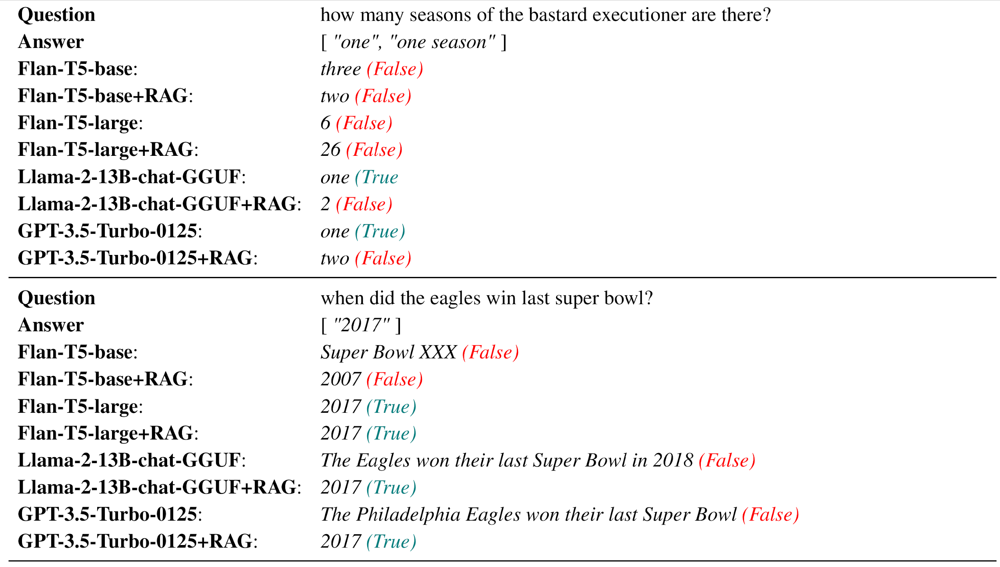 Question how many seasons of the bastard executioner are there?
Answer [ "one", "one season" ]
Flan-T5-base: three (False)
Flan-T5-base+RAG: two (False)
Flan-T5-large: 6 (False)
Flan-T5-large+RAG: 26 (False)
Llama-2-13B-chat-GGUF: one (True
Llama-2-13B-chat-GGUF+RAG: 2 (False)
GPT-3.5-Turbo-0125: one (True)
GPT-3.5-Turbo-0125+RAG: two (False)
Question when did the eagles win last super bowl?
Answer [ "2017" ]
Flan-T5-base: Super Bowl XXX (False)
Flan-T5-base+RAG: 2007 (False)
Flan-T5-large: 2017 (True)
Flan-T5-large+RAG: 2017 (True)
Llama-2-13B-chat-GGUF: The Eagles won their last Super Bowl in 2018 (False)
Llama-2-13B-chat-GGUF+RAG: 2017 (True)
GPT-3.5-Turbo-0125: The Philadelphia Eagles won their last Super Bowl (False)
GPT-3.5-Turbo-0125+RAG: 2017 (True)